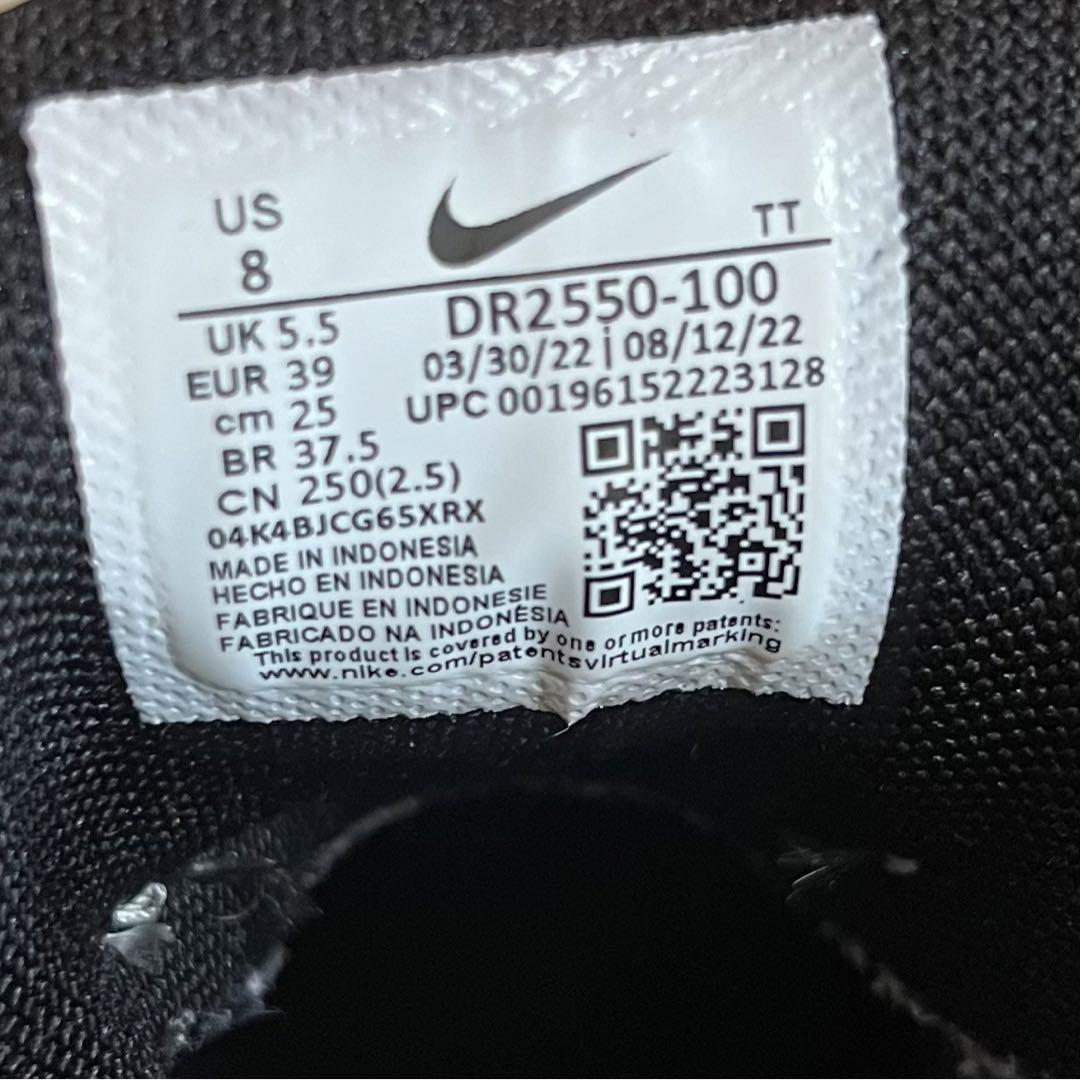 US
8
TT
UK 5.5
EUR 39
cm 25
BR 37.5
CN 250(2.5)
DR2550-100
03/30/22 | 08/12/22
UPC 00196152223128
04K4BJCG65XRX
MADE IN INDONESIA
HECHO EN INDONESIA
FABRIQUE EN INDONESIE
FABRICADO NA INDONÉSIA
This product is covered by one or more patents:
www.nike.com/patentsvirtualmarking